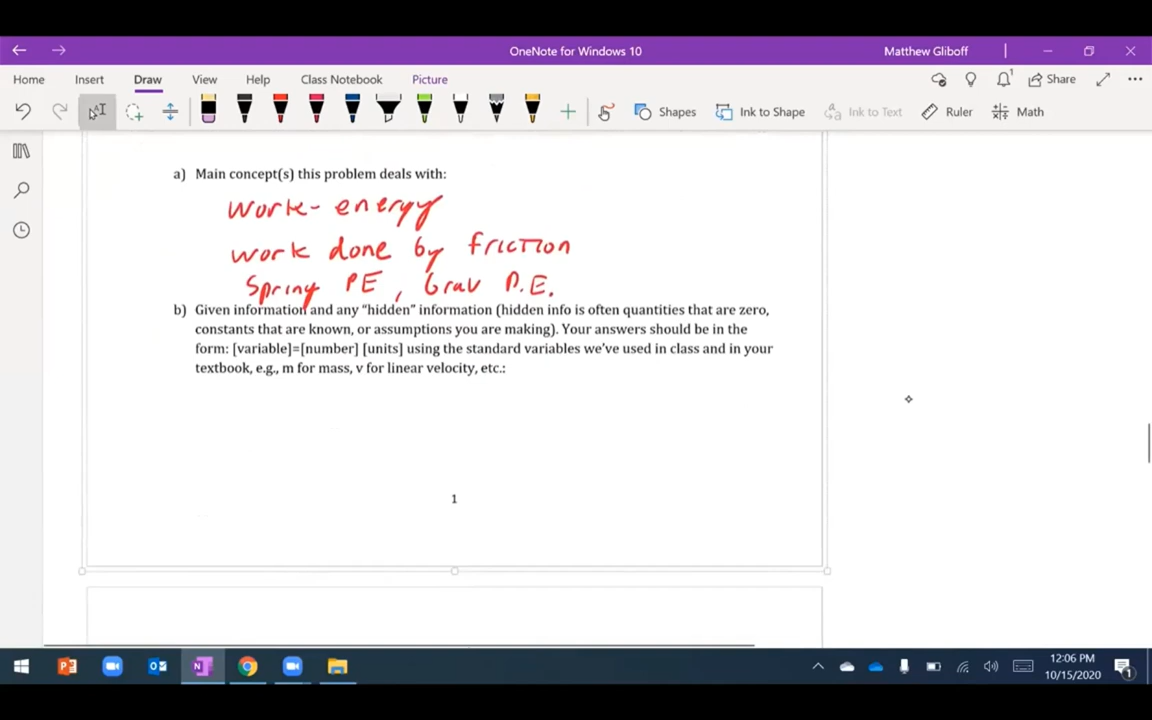 OneNote for Windows 10
Matthew Gliboff
Home Insert Draw View Help Class Notebook Picture
Share
Shapes Ink to Shape Ink to Text Ruler Math
a) Main concept(s) this problem deals with:
work-energy
work done by friction
Spring PE, Grav P.E.
b) Given information and any “hidden” information (hidden info is often quantities that are zero,
constants that are known, or assumptions you are making). Your answers should be in the
form: [variable]=[number] [units] using the standard variables we’ve used in class and in your
textbook, e.g., m for mass, v for linear velocity, etc.:
1
12:06 PM
10/15/2020